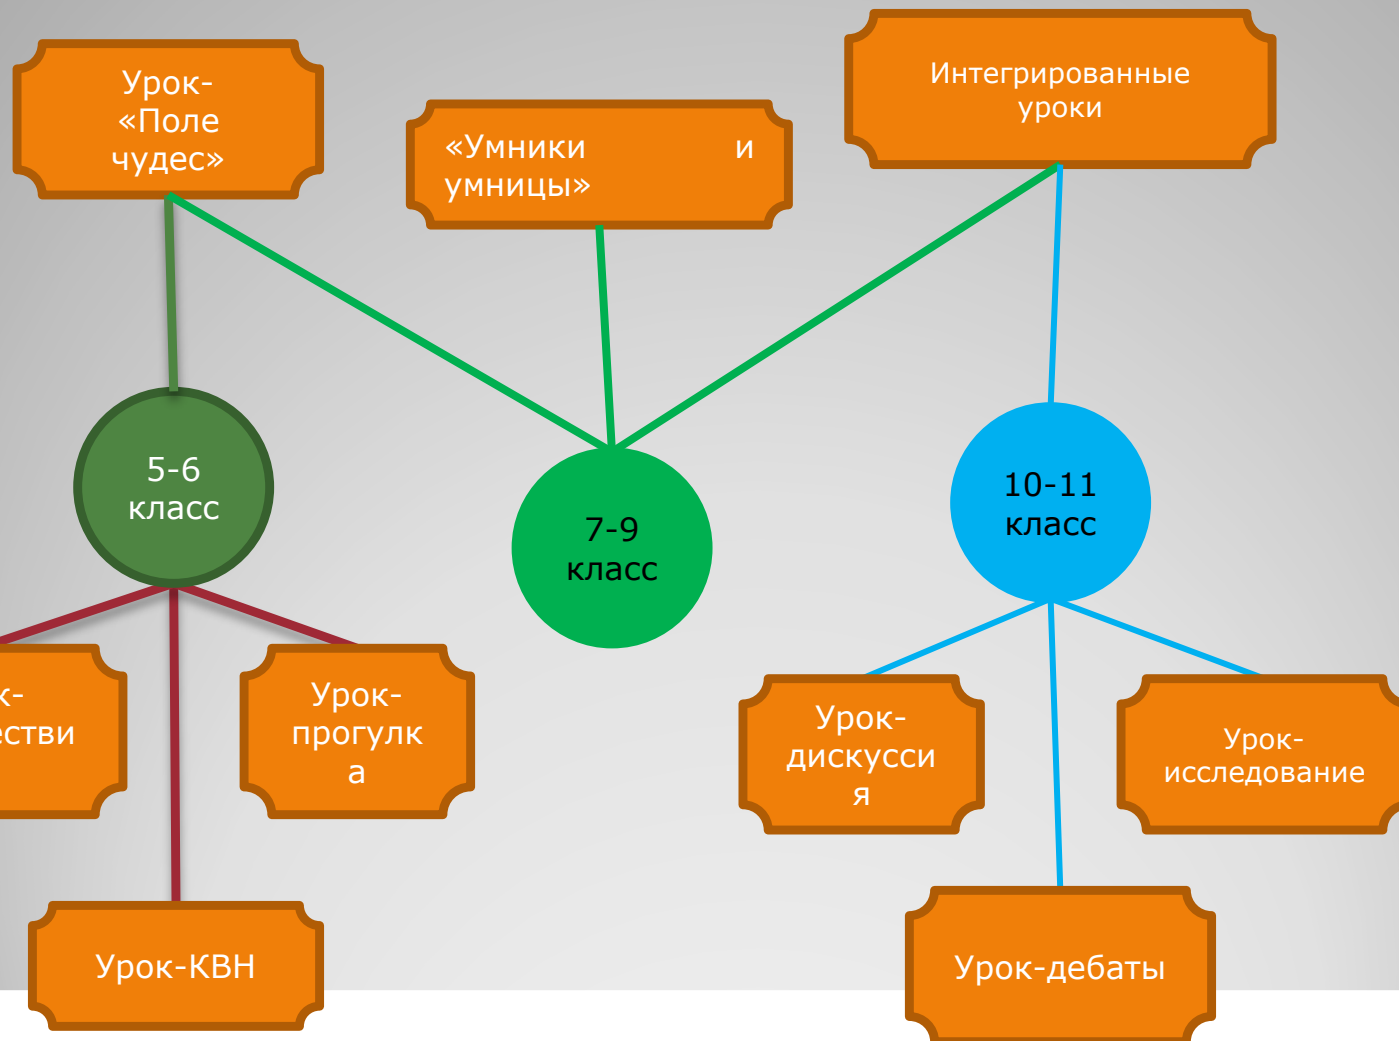 Урок-
«Поле
чудес»
«Умники и
умницы»
Интегрированные
уроки
5-6
класс
7-9
класс
10-11
класс
Урок-
прогулк
а
Урок-
дискусси
я
Урок-
исследование
Урок-КВН
Урок-дебаты